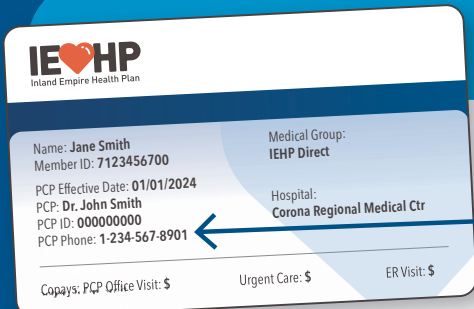 IEHP
Inland Empire Health Plan
Name: Jane Smith
Member ID: 7123456700
PCP Effective Date: 01/01/2024
PCP: Dr. John Smith
PCP ID: 000000000
PCP Phone: 1-234-567-8901
Medical Group:
IEHP Direct
Hospital:
Corona Regional Medical Ctr
Copays: PCP Office Visit: $
Urgent Care: $
ER Visit: $